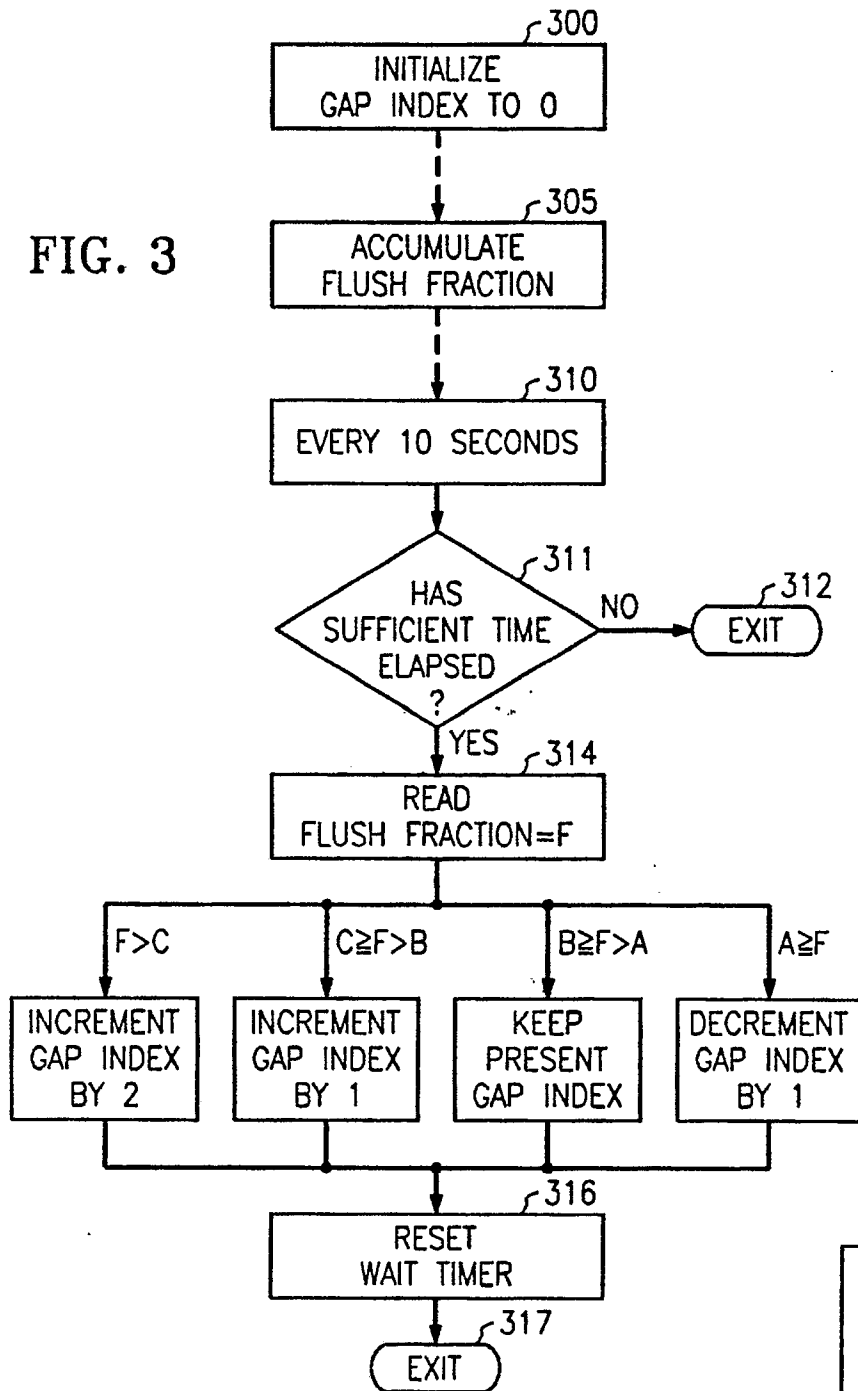 300
INITIALIZE
GAP INDEX TO 0
305
FIG. 3
ACCUMULATE
FLUSH FRACTION
310
EVERY 10 SECONDS
311
HAS
SUFFICIENT TIME
ELAPSED
?
NO
312
EXIT
YES
314
READ
FLUSH FRACTION=F
F>C
C≧F>B
B≧F>A
A≧F
INCREMENT
GAP INDEX
BY 2
INCREMENT
GAP INDEX
BY 1
KEEP
PRESENT
GAP INDEX
DECREMENT
GAP INDEX
BY 1
316
RESET
WAIT TIMER
317
EXIT